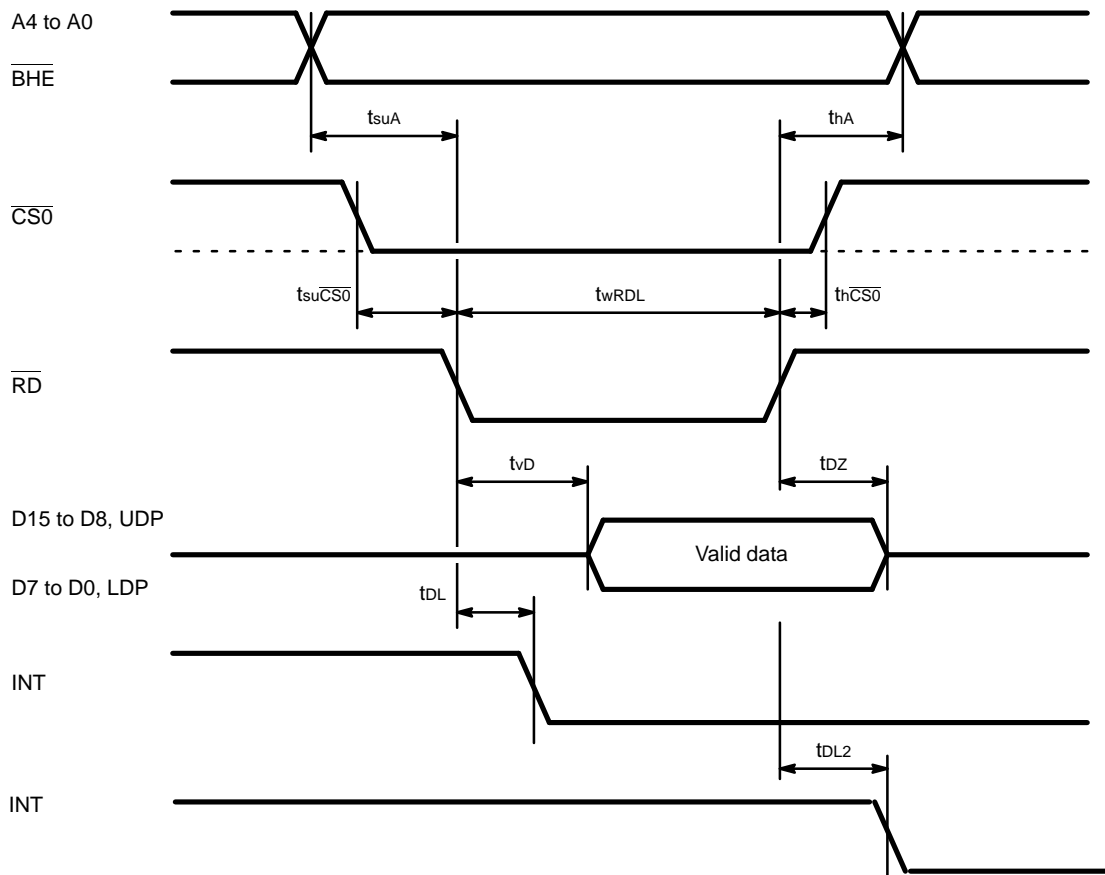 A4 to A0
BHE
tsuA
thA
CS0
tsuCS0
twRDL
thCS0
RD
tvD
tDZ
D15 to D8, UDP
Valid data
D7 to D0, LDP
tDL
INT
tDL2
INT